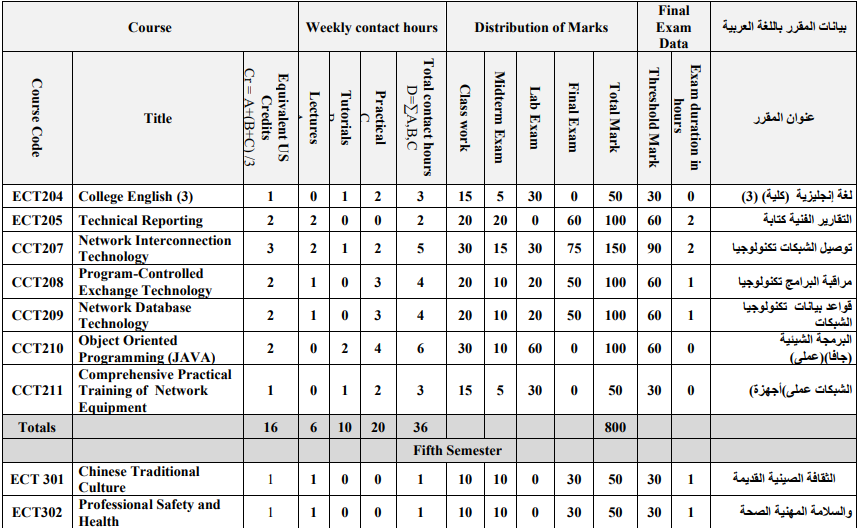 Course Weekly contact hours Distribution of Marks Final Exam Data بيانات المقرر باللغة العربية
Course Code Title Equivalent US Credits Cr = A+(B+C) /3 Lectures Tutorials Practical Total contact hours D=∑A,B,C Class work Midterm Exam Lab Exam Final Exam Total Mark Threshold Mark Exam duration in hours عنوان المقرر
ECT204 College English (3) 1 0 1 2 3 15 5 30 0 50 30 0 لغة إنجليزية (كلية) (3)
ECT205 Technical Reporting 2 2 0 0 2 20 20 0 60 100 60 2 التقارير الفنية كتابة
CCT207 Network Interconnection Technology 3 2 1 2 5 30 15 30 75 150 90 2 توصيل الشبكات تكنولوجيا
CCT208 Program-Controlled Exchange Technology 2 1 0 3 4 20 10 20 50 100 60 1 مراقبة البرامج تكنولوجيا
CCT209 Network Database Technology 2 1 0 3 4 20 10 20 50 100 60 1 قواعد بيانات تكنولوجيا الشبكات
CCT210 Object Oriented Programming (JAVA) 2 0 2 4 6 30 10 60 0 100 60 0 البرمجة الشيئية (جافا)(عملى)
CCT211 Comprehensive Practical Training of Network Equipment 1 0 1 2 3 15 5 30 0 50 30 0 الشبكات عملى(أجهزة)
Totals 16 6 10 20 36 800
Fifth Semester
ECT 301 Chinese Traditional Culture 1 1 0 0 1 10 10 0 30 50 30 1 الثقافة الصينية القديمة
ECT302 Professional Safety and Health 1 1 0 0 1 10 10 0 30 50 30 1 والسلامة المهنية الصحة